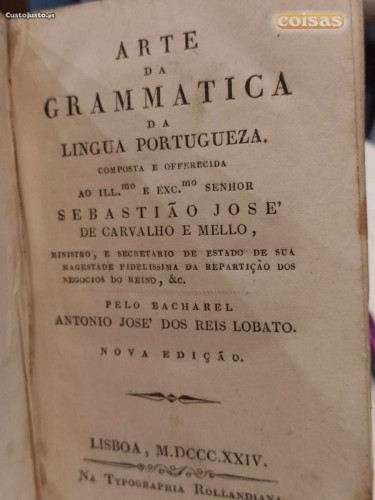 CustoJusto.pt
coisas
ARTE
DA
GRAMMATICA
DA
LINGUA PORTUGUEZA.
COMPOSTA E OFFERECIDA
AO ILL.mo E EXC.mo SENHOR
SEBASTIÃO JOSE'
DE CARVALHO E MELLO,
MINISTRO, E SECRETARIO DE ESTADO DE SUA
MAGESTADE FIDELISSIMA DA REPARTIÇÃO DOS
NEGOCIOS DO REINO, &c.
PELO BACHAREL
ANTONIO JOSE' DOS REIS LOBATO.
NOVA EDIÇÃO.
LISBOA, M.DCCC.XXIV.
NA TYPOGRAPHIA ROLLANDIANA